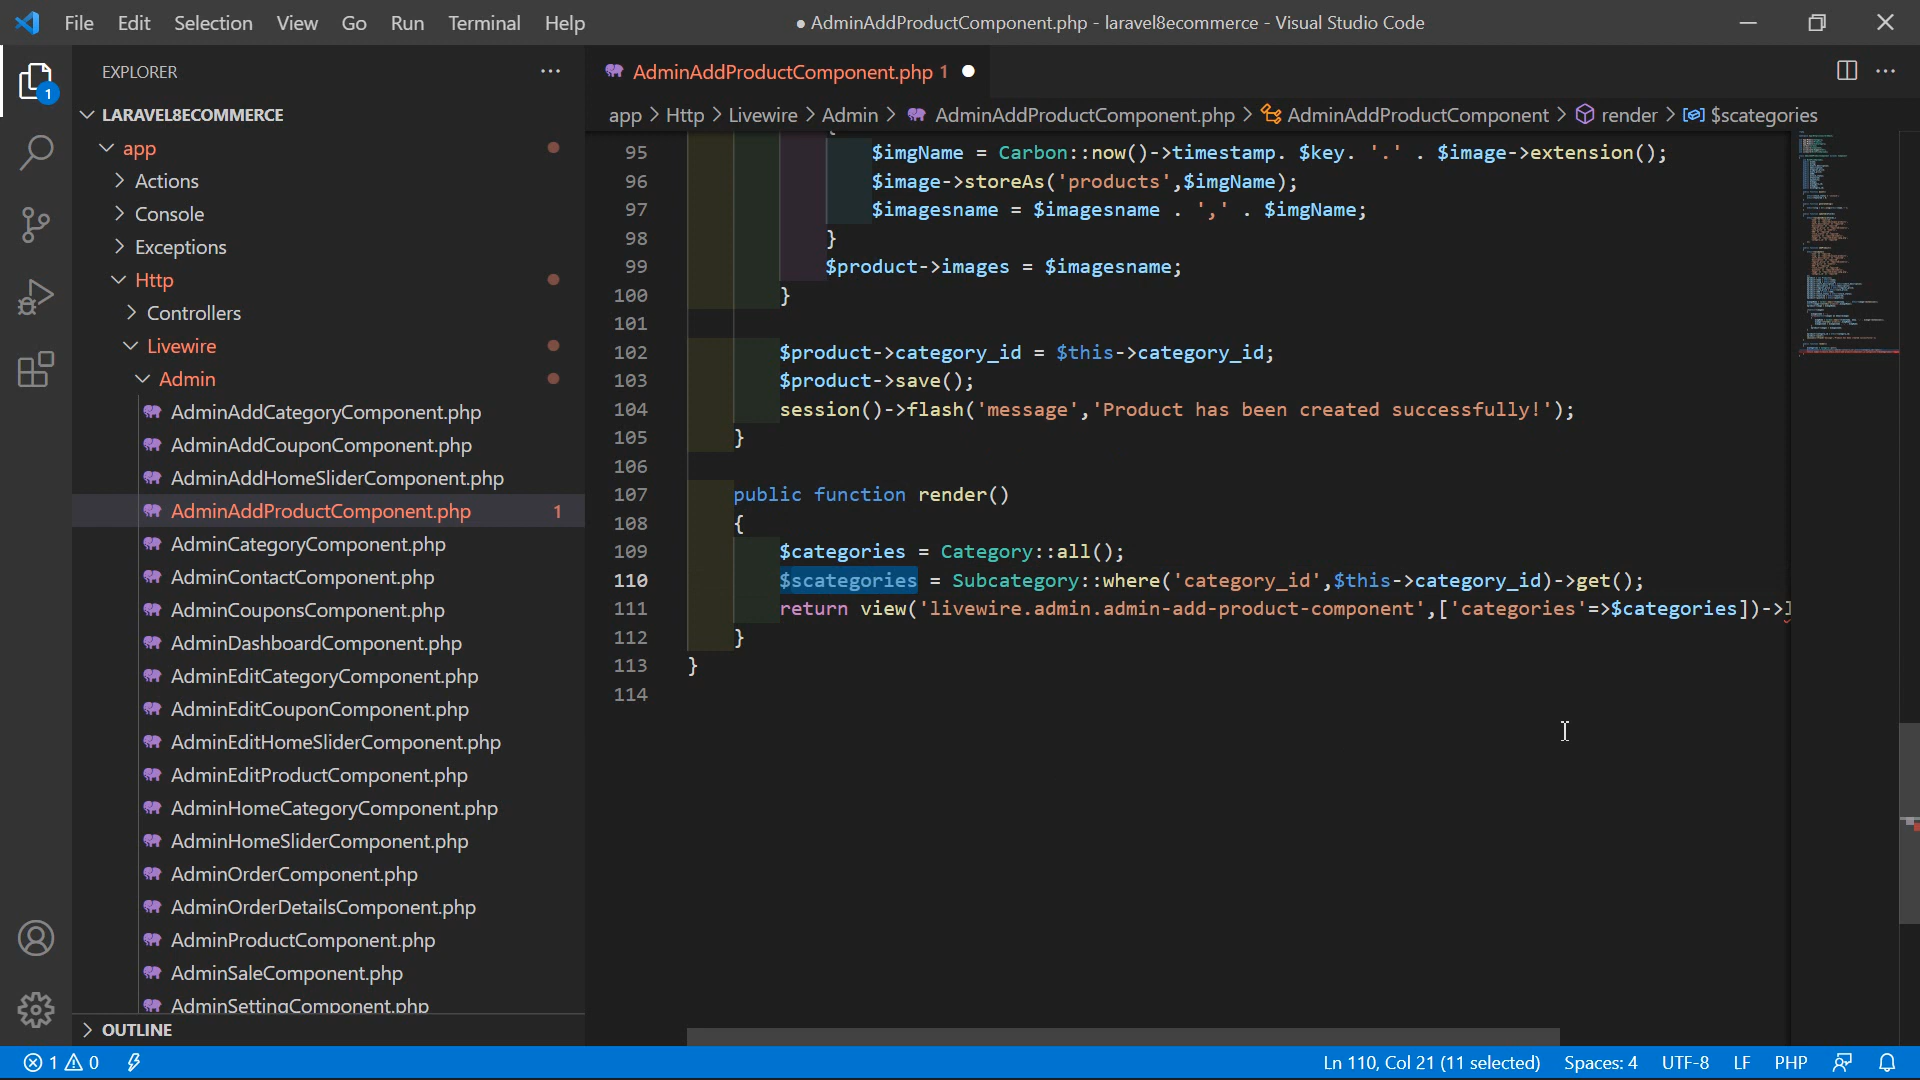 File Edit Selection View Go Run Terminal Help
● AdminAddProductComponent.php - laravel8ecommerce - Visual Studio Code
EXPLORER
AdminAddProductComponent.php 1
LARAVEL8ECOMMERCE
app > Http > Livewire > Admin > AdminAddProductComponent.php > AdminAddProductComponent > render > $scategories
1
app
Actions
Console
Exceptions
Http
Controllers
Livewire
Admin
AdminAddCategoryComponent.php
AdminAddCouponComponent.php
AdminAddHomeSliderComponent.php
AdminAddProductComponent.php 1
AdminCategoryComponent.php
AdminContactComponent.php
AdminCouponsComponent.php
AdminDashboardComponent.php
AdminEditCategoryComponent.php
AdminEditCouponComponent.php
AdminEditHomeSliderComponent.php
AdminEditProductComponent.php
AdminHomeCategoryComponent.php
AdminHomeSliderComponent.php
AdminOrderComponent.php
AdminOrderDetailsComponent.php
AdminProductComponent.php
AdminSaleComponent.php
AdminSettingComponent.php
OUTLINE
95 $imgName = Carbon::now()->timestamp. $key. '.' . $image->extension();
96 $image->storeAs('products',$imgName);
97 $imagesname = $imagesname . ',' . $imgName;
98 }
99 $product->images = $imagesname;
100 }
101
102 $product->category_id = $this->category_id;
103 $product->save();
104 session()->flash('message','Product has been created successfully!');
105 }
106
107 public function render()
108 {
109 $categories = Category::all();
110 $scategories = Subcategory::where('category_id',$this->category_id)->get();
111 return view('livewire.admin.admin-add-product-component',['categories'=>$categories])->
112 }
113 }
114
1 0
Ln 110, Col 21 (11 selected) Spaces: 4 UTF-8 LF PHP